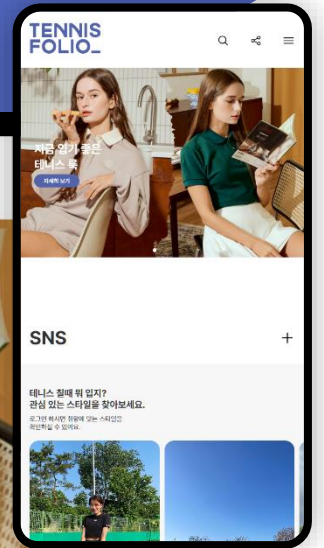 TENNIS
FOLIO_
지금 인기 좋은
테니스 룩
자세히 보기
SNS
+
테니스 칠때 뭐 입지?
관심 있는 스타일을 찾아보세요.
로그인 하시면 취향에 맞는 스타일을
확인하실 수 있어요.